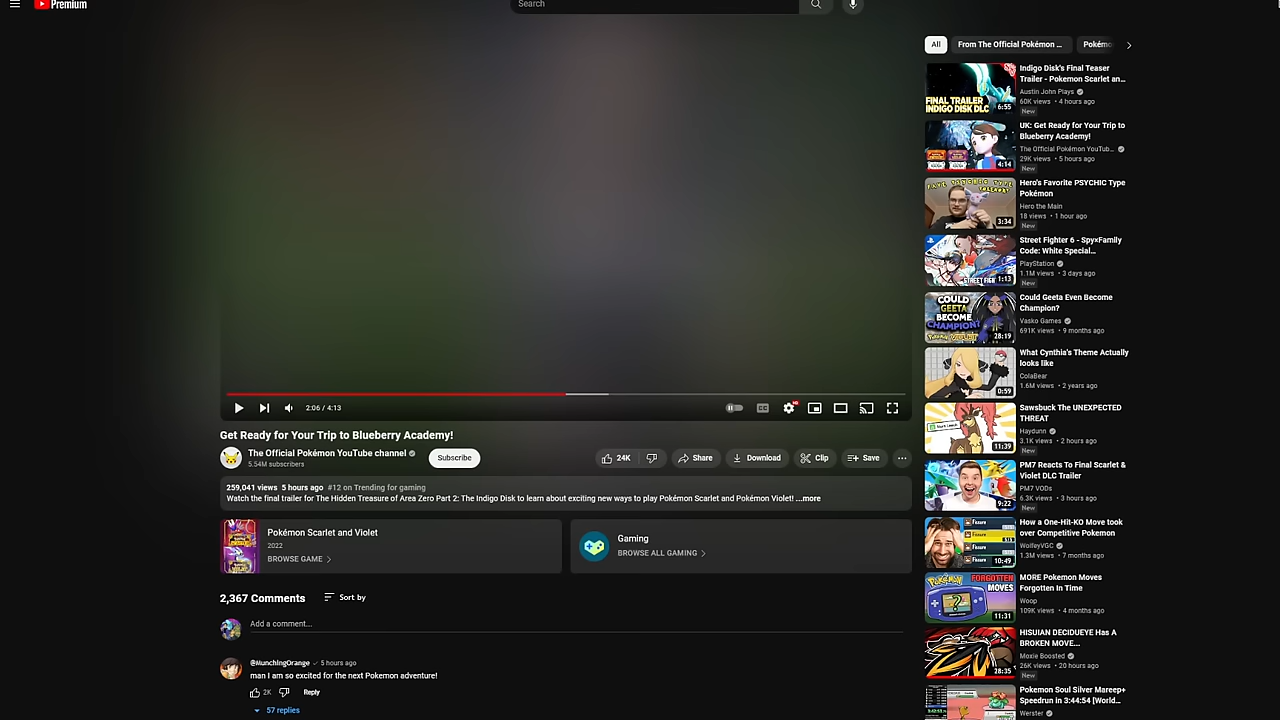 Premium
Search
All
From The Official Pokémon ...
Pokémo
Indigo Disk's Final Teaser
Trailer - Pokemon Scarlet an...
Austin John Plays
60K views • 4 hours ago
New
FINAL TRAILER
INDIGO DISK DLC
6:55
UK: Get Ready for Your Trip to
Blueberry Academy!
The Official Pokémon YouTub...
29K views • 5 hours ago
New
4:14
Hero's Favorite PSYCHIC Type
Pokémon
Hero the Main
18 views • 1 hour ago
New
3:34
Street Fighter 6 - Spy×Family
Code: White Special...
PlayStation
1.1M views • 3 days ago
New
1:13
Could Geeta Even Become
Champion?
Vasko Games
691K views • 9 months ago
COULD
GEETA
BECOME
CHAMPION?
28:19
What Cynthia's Theme Actually
looks like
ColaBear
1.6M views • 2 years ago
0:59
Sawsbuck The UNEXPECTED
THREAT
Haydunn
3.1K views • 2 hours ago
New
11:39
PM7 Reacts To Final Scarlet &
Violet DLC Trailer
PM7 VODs
6.3K views • 3 hours ago
New
9:22
How a One-Hit-KO Move took
over Competitive Pokémon
WolfeyVGC
1.3M views • 7 months ago
Fissure
10:49
MORE Pokemon Moves
Forgotten In Time
Woop
109K views • 4 months ago
FORGOTTEN
MOVES
11:31
HISUIAN DECIDUEYE Has A
BROKEN MOVE...
Moxie Boosted
26K views • 20 hours ago
New
28:35
Pokemon Soul Silver Mareep+
Speedrun in 3:44:54 [World...
Werster
2:06 / 4:13
HD
CC
Get Ready for Your Trip to Blueberry Academy!
The Official Pokémon YouTube channel
5.54M subscribers
Subscribe
24K
Share
Download
Clip
Save
259,041 views 5 hours ago #12 on Trending for gaming
Watch the final trailer for The Hidden Treasure of Area Zero Part 2: The Indigo Disk to learn about exciting new ways to play Pokémon Scarlet and Pokémon Violet! ...more
Pokémon Scarlet and Violet
2022
BROWSE GAME
Gaming
BROWSE ALL GAMING
2,367 Comments
Sort by
Add a comment...
@MunchingOrange 5 hours ago
man I am so excited for the next Pokemon adventure!
2K
Reply
57 replies